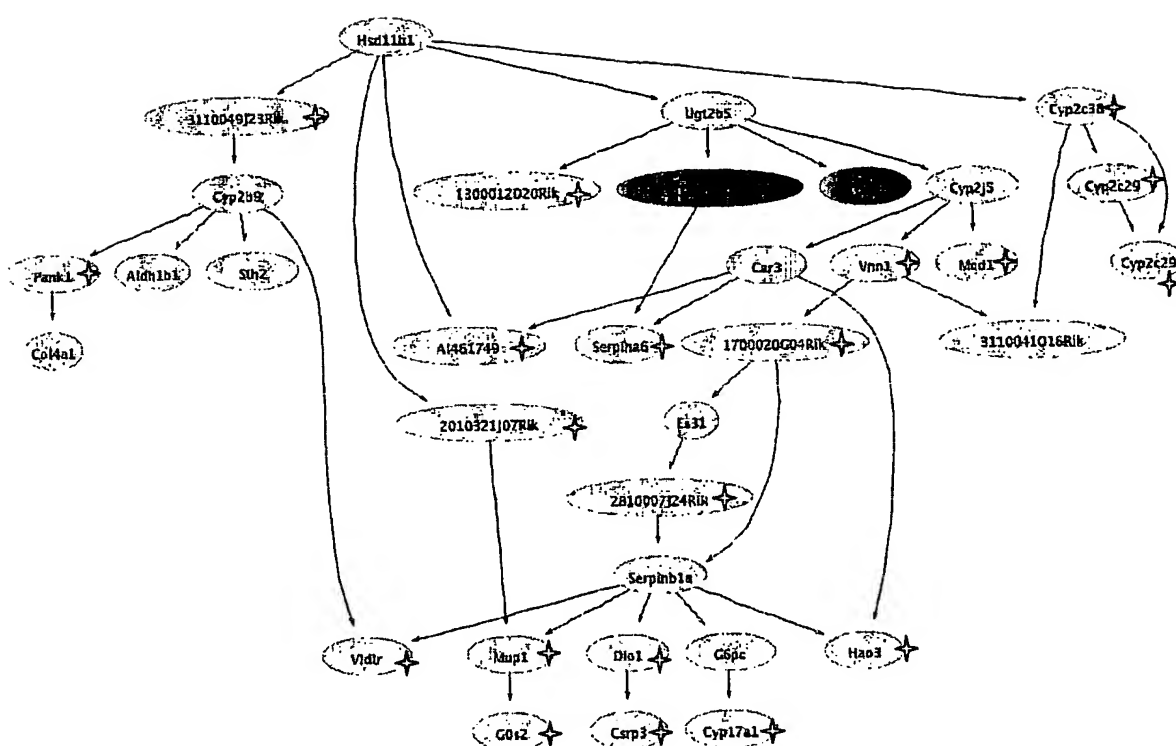 Hsd11b1
3110049J23Rik
Ugt2b5
Cyp2c38
Cyp2b9
1300012D20Rik
Cyp2j5
Cyp2c29
Pank1
Aldh1b1
Sth2
Car3
Vnn1
Mod1
Cyp2c29
Col4a1
AI461749
Serpina6
1700020G04Rik
3110041O16Rik
2010321J07Rik
Es31
2810007J24Rik
Serpinb1a
Vldlr
Mup1
Dio1
G6pc
Hao3
G0s2
Csrp3
Cyp17a1